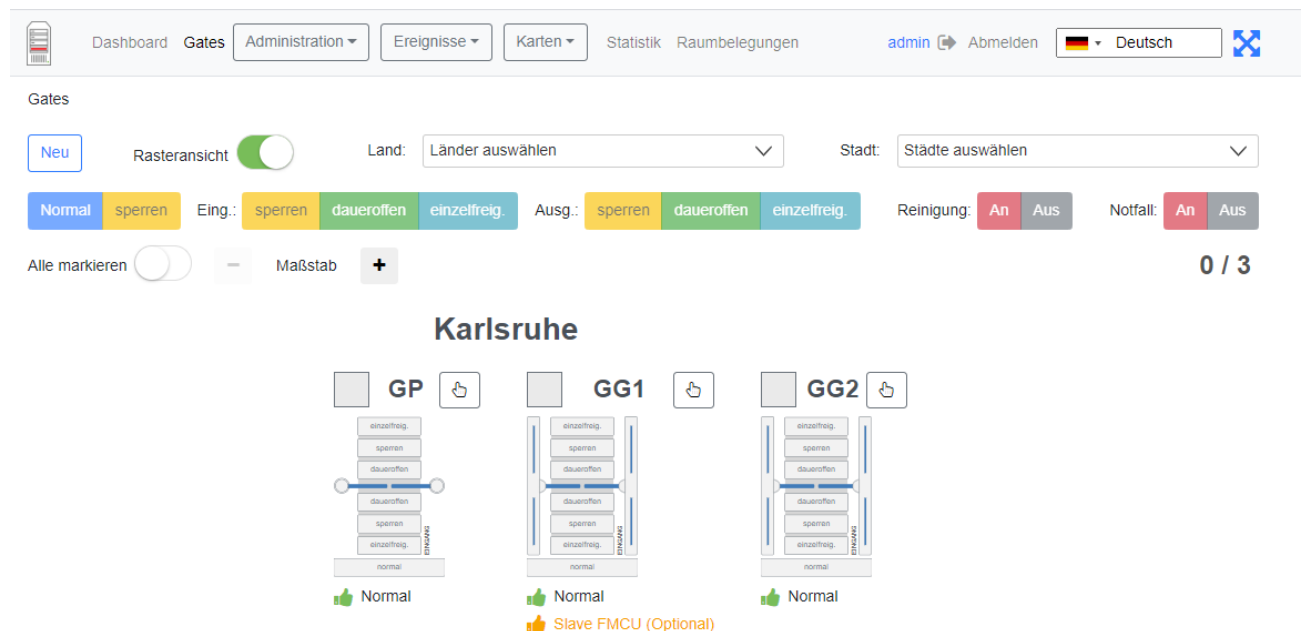 Dashboard Gates Administration Ereignisse Karten Statistik Raumbelegungen admin Abmelden Deutsch
Gates
Neu Rasteransicht Land: Länder auswählen Stadt: Städte auswählen
Normal sperren Eing.: sperren daueroffen einzelfreig. Ausg.: sperren daueroffen einzelfreig. Reinigung: An Aus Notfall: An Aus
Alle markieren − Maßstab + 0 / 3
Karlsruhe
GP GG1 GG2
einzelfreig. einzelfreig. einzelfreig.
sperren sperren sperren
daueroffen daueroffen daueroffen
daueroffen daueroffen daueroffen
sperren sperren sperren
einzelfreig. EINGANG einzelfreig. EINGANG einzelfreig. EINGANG
normal normal normal
Normal Normal Normal
Slave FMCU (Optional)